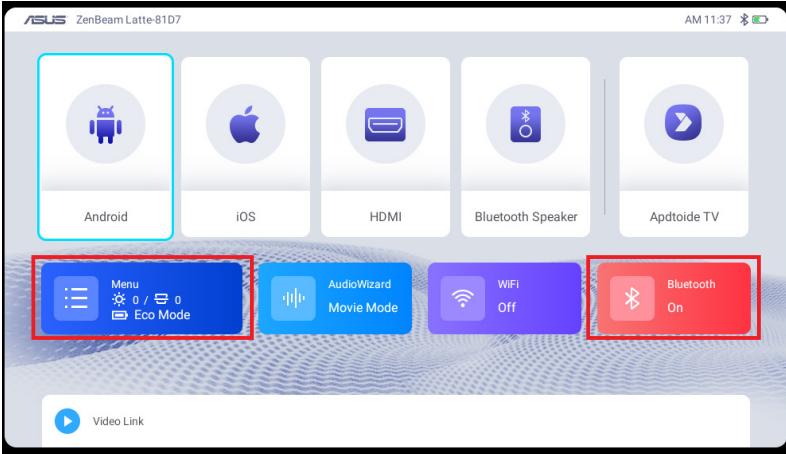 ASUS ZenBeam Latte-81D7
AM 11:37
Android
iOS
HDMI
Bluetooth Speaker
Apdtoide TV
Menu
0 / 0
Eco Mode
AudioWizard
Movie Mode
WiFi
Off
Bluetooth
On
Video Link